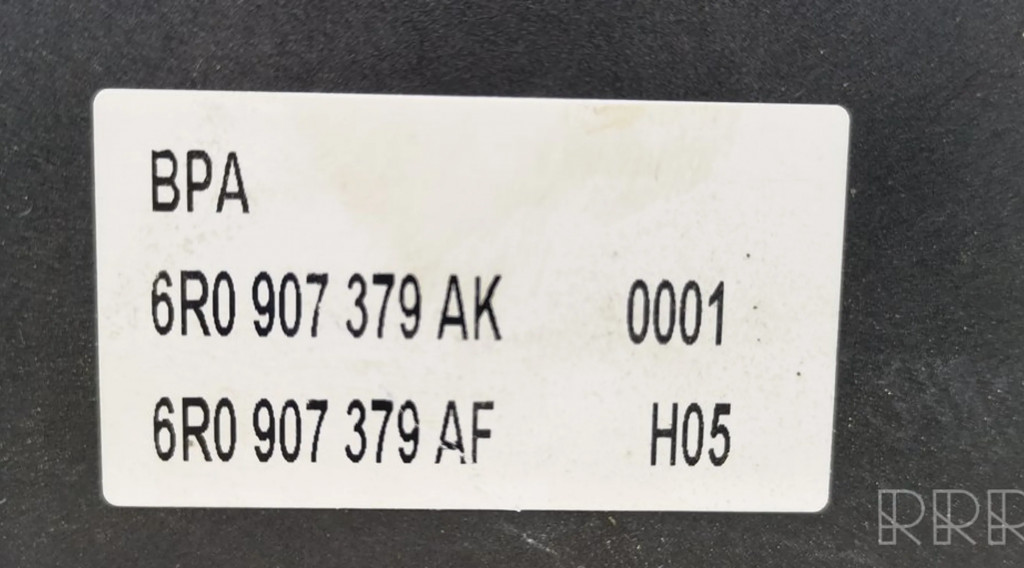 BPA
6R0 907 379 AK 0001
6R0 907 379 AF H05
RRR